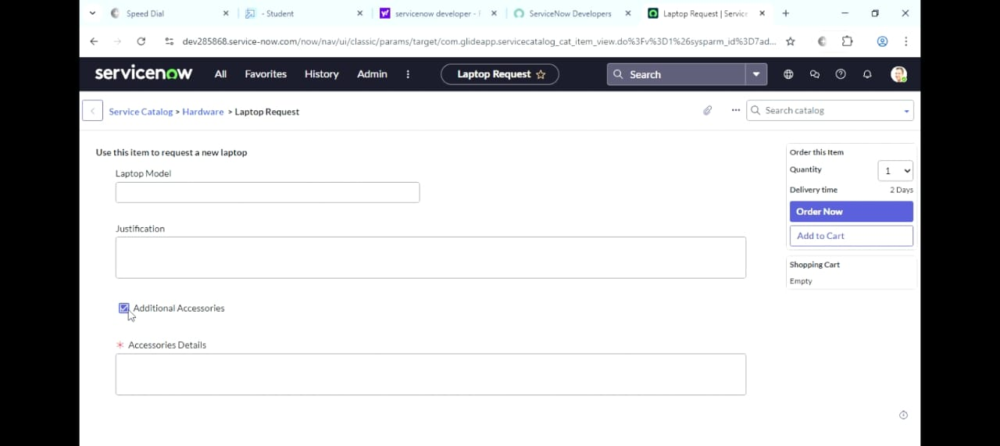 Speed Dial
- Student
servicenow developer -
ServiceNow Developers
Laptop Request | Service
dev285868.service-now.com/now/nav/ui/classic/params/target/com.glideapp.servicecatalog_cat_item_view.do%3Fv%3D1%26sysparm_id%3D7ad...
servicenow
All
Favorites
History
Admin
Laptop Request
Search
Service Catalog > Hardware > Laptop Request
Search catalog
Use this item to request a new laptop
Laptop Model
Justification
Additional Accessories
* Accessories Details
Order this Item
Quantity
1
Delivery time
2 Days
Order Now
Add to Cart
Shopping Cart
Empty